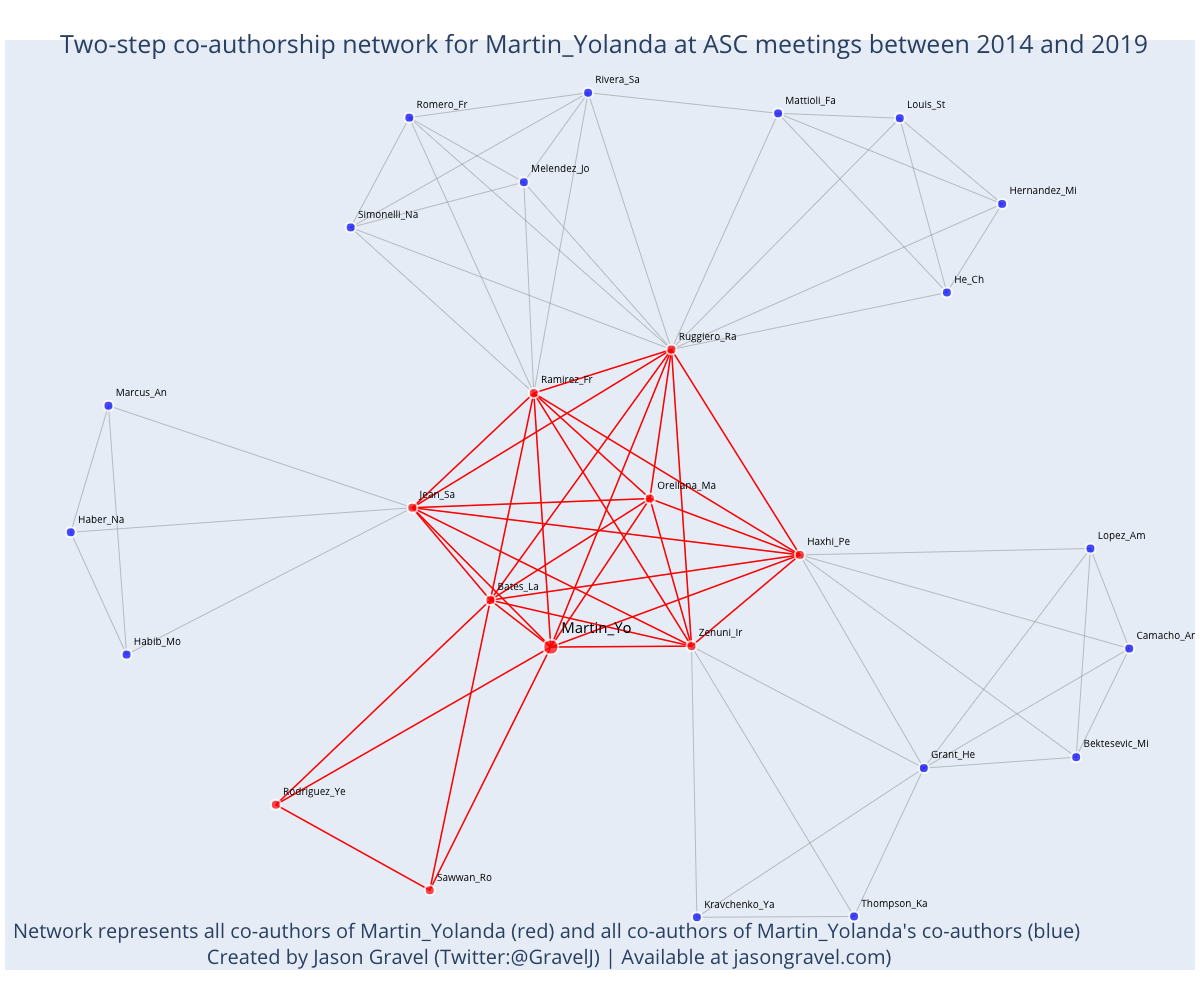 Two-step co-authorship network for Martin_Yolanda at ASC meetings between 2014 and 2019
Rivera_Sa
Mattioli_Fa
Louis_St
Romero_Fr
Melendez_Jo
Hernandez_Mi
Simonelli_Na
He_Ch
Ruggiero_Ra
Ramirez_Fr
Marcus_An
Orellana_Ma
Jean_Sa
Haber_Na
Haxhi_Pe
Lopez_Am
Bates_La
Martin_Yo
Zenuni_Ir
Camacho_Ar
Habib_Mo
Bektesevic_Mi
Grant_He
Rodriguez_Ye
Sawwan_Ro
Kravchenko_Ya
Thompson_Ka
Network represents all co-authors of Martin_Yolanda (red) and all co-authors of Martin_Yolanda's co-authors (blue)
Created by Jason Gravel (Twitter:@GravelJ) | Available at jasongravel.com)